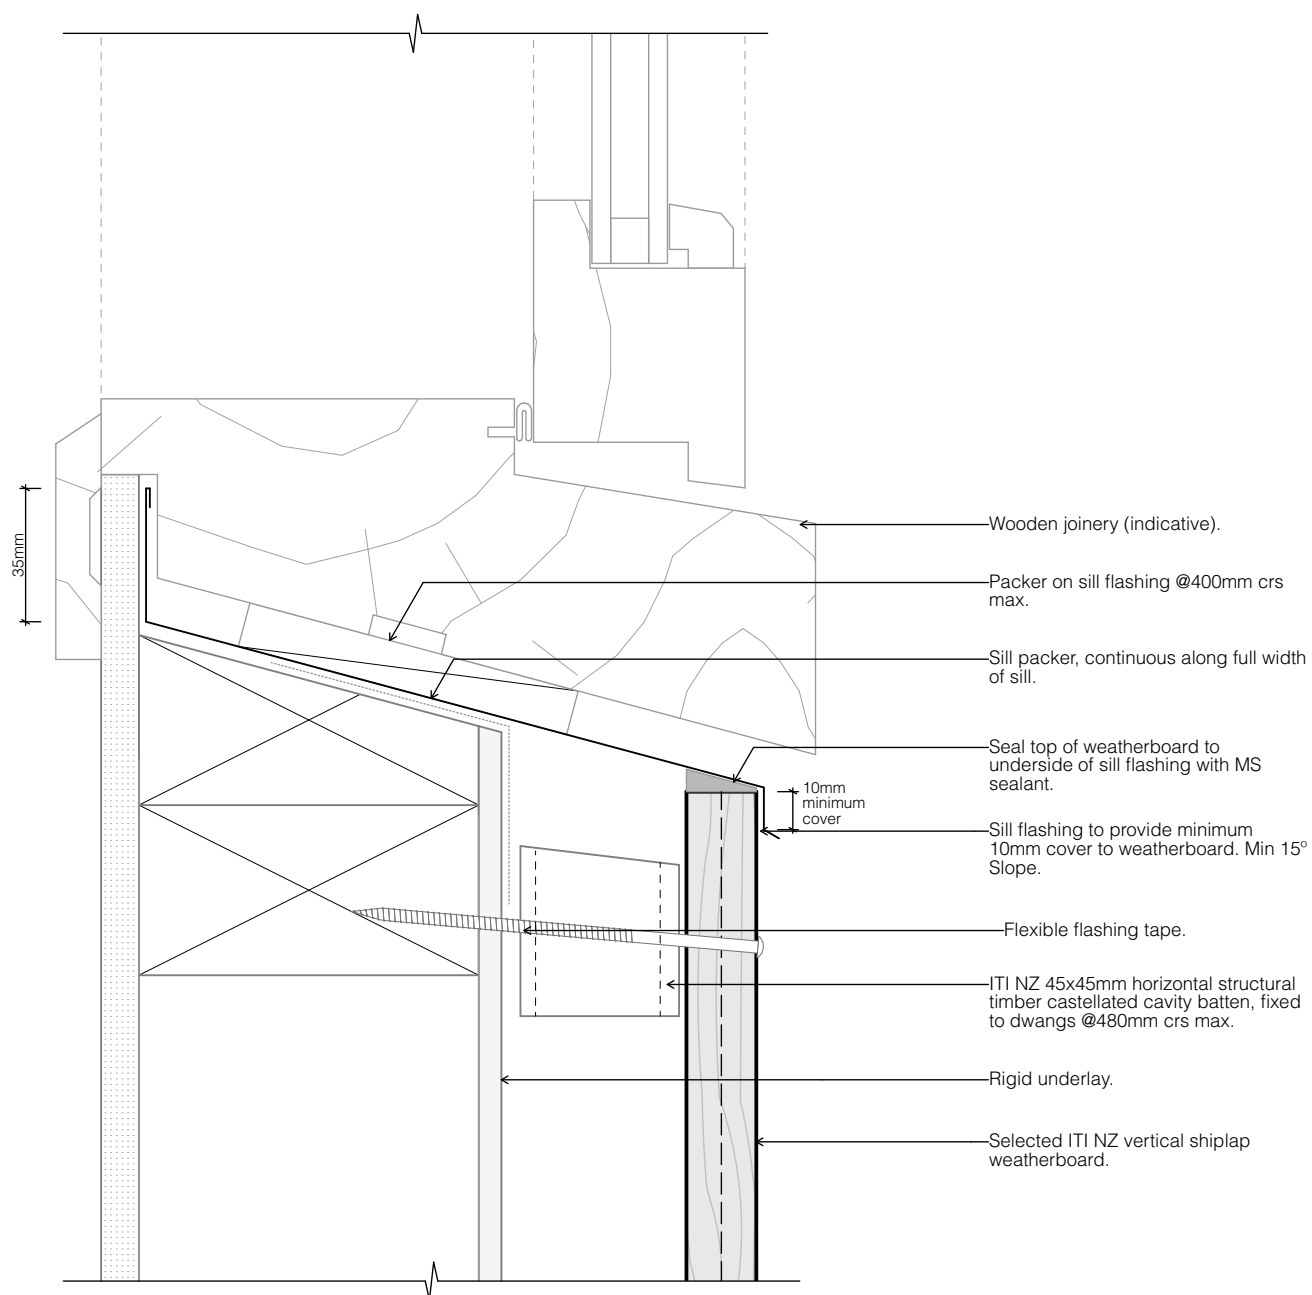 35mm
Wooden joinery (indicative).
Packer on sill flashing @400mm crs
max.
Sill packer, continuous along full width
of sill.
Seal top of weatherboard to
underside of sill flashing with MS
sealant.
10mm
minimum
cover
Sill flashing to provide minimum
10mm cover to weatherboard. Min 15º
Slope.
Flexible flashing tape.
ITI NZ 45x45mm horizontal structural
timber castellated cavity batten, fixed
to dwangs @480mm crs max.
Rigid underlay.
Selected ITI NZ vertical shiplap
weatherboard.